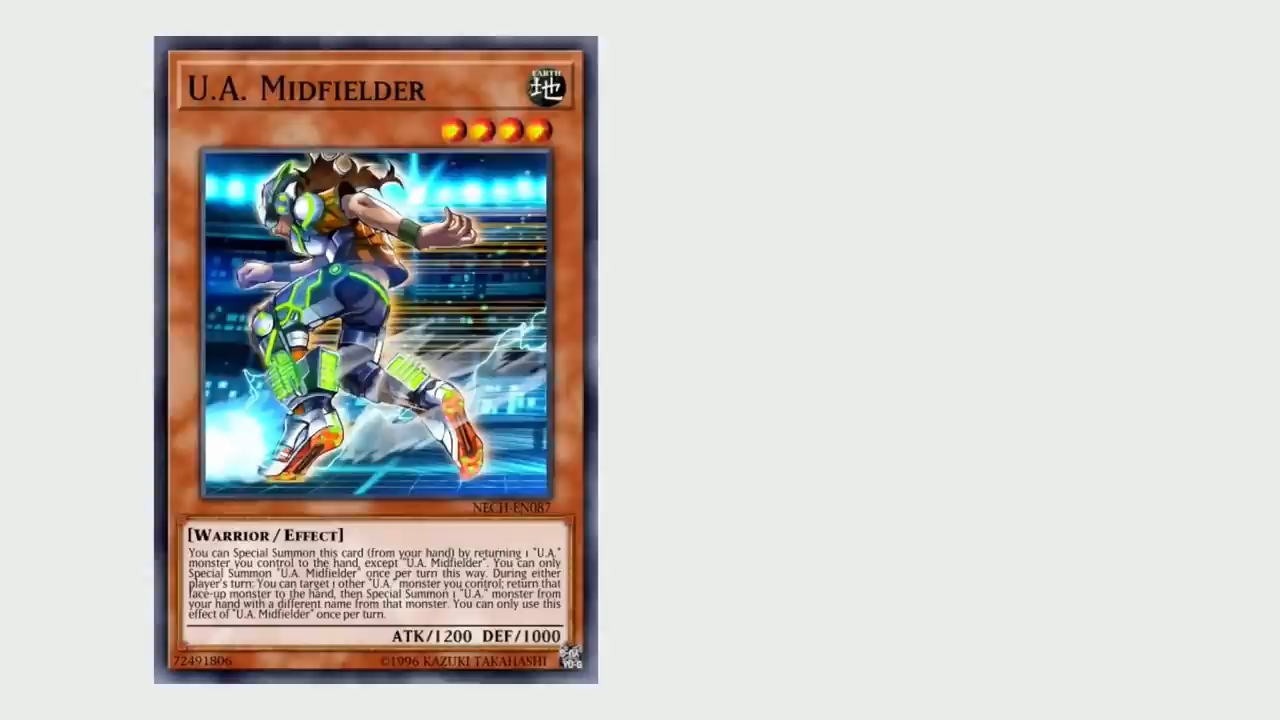 U.A. MIDFIELDER
EARTH
地
NECH-EN087
[WARRIOR / EFFECT]
You can Special Summon this card (from your hand) by returning 1 "U.A."
monster you control to the hand, except "U.A. Midfielder". You can only
Special Summon "U.A. Midfielder" once per turn this way. During either
player's turn: You can target 1 other "U.A." monster you control; return that
face-up monster to the hand, then Special Summon 1 "U.A." monster from
your hand with a different name from that monster. You can only use this
effect of "U.A. Midfielder" once per turn.
ATK/1200 DEF/1000
72491806
©1996 KAZUKI TAKAHASHI